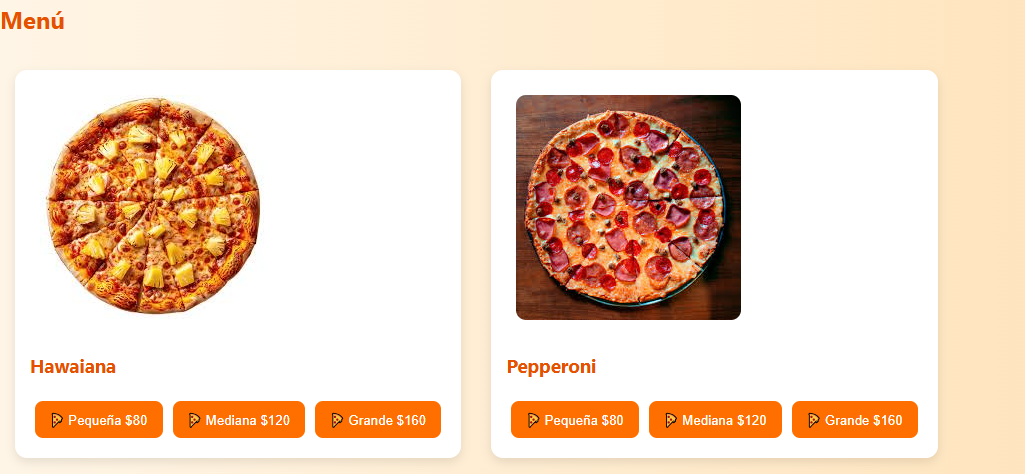 Menú
Hawaiana
Pequeña $80 Mediana $120 Grande $160
Pepperoni
Pequeña $80 Mediana $120 Grande $160